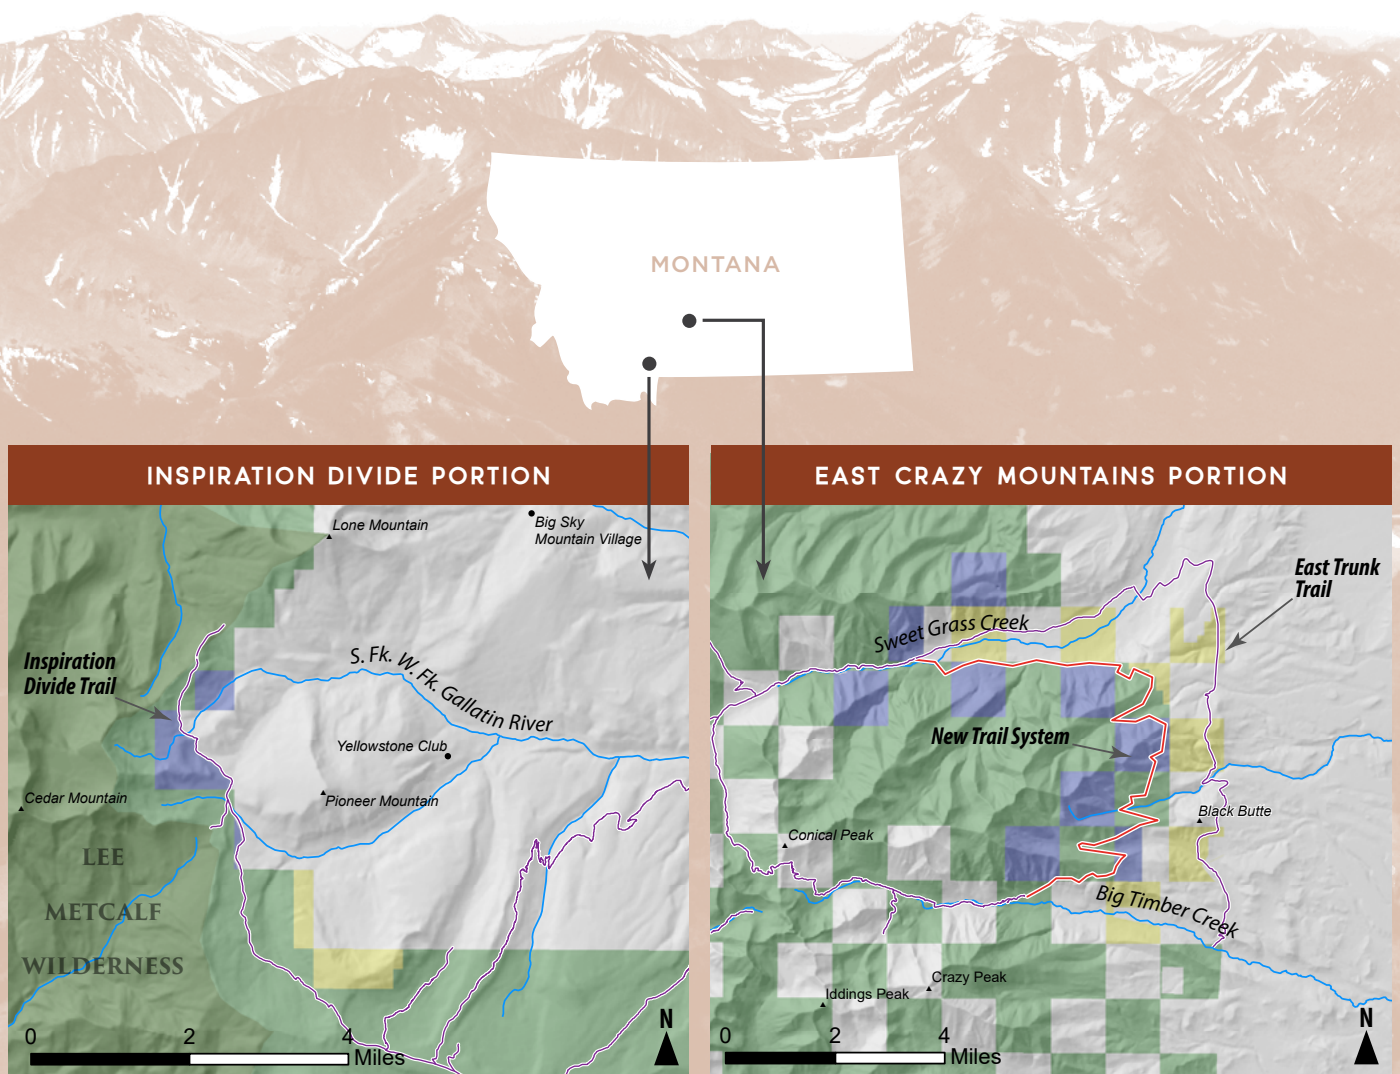 MONTANA
INSPIRATION DIVIDE PORTION
Lone Mountain
Big Sky
Mountain Village
Inspiration
Divide Trail
S. Fk. W. Fk. Gallatin River
Yellowstone Club
Pioneer Mountain
Cedar Mountain
LEE
METCALF
WILDERNESS
0 2 4 Miles
N
EAST CRAZY MOUNTAINS PORTION
East Trunk
Trail
Sweet Grass Creek
New Trail System
Black Butte
Conical Peak
Big Timber Creek
Crazy Peak
Iddings Peak
0 2 4 Miles
N